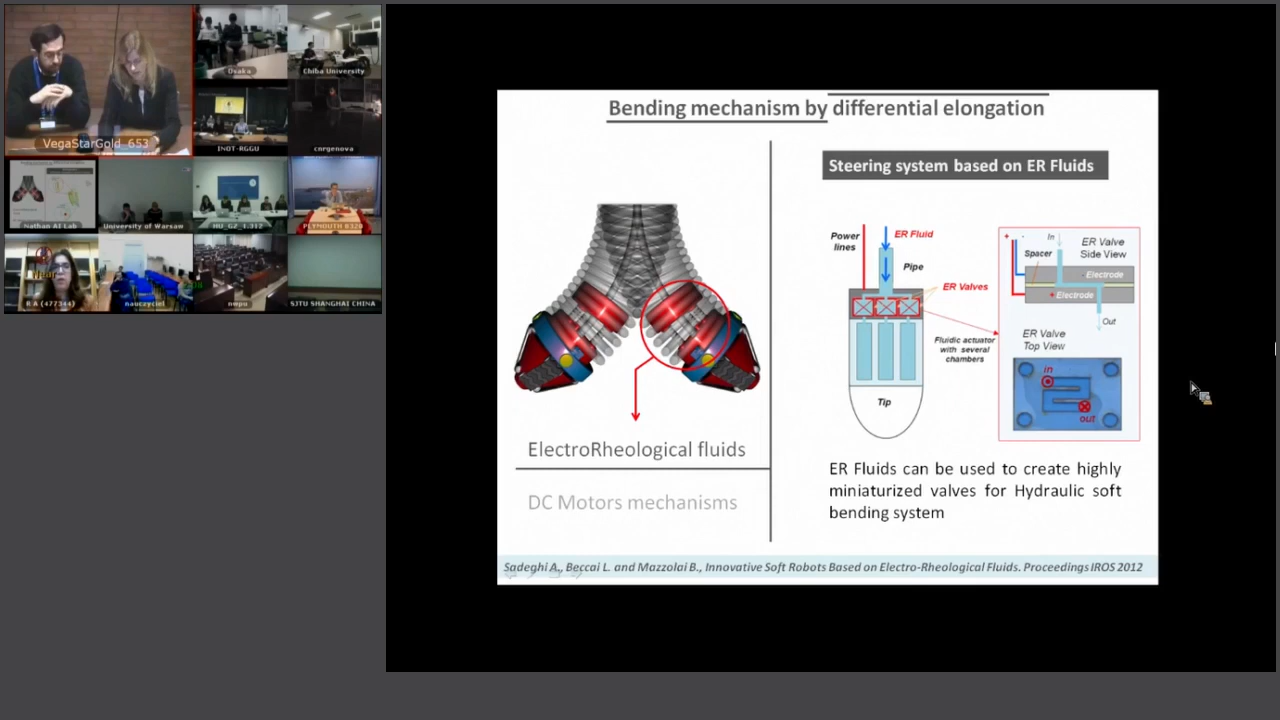 VegaStarGold_653
Osaka
Chiba University
INOT-RGGU
cnrgenova
Nathan AI Lab
University of Warsaw
HU_G2_1:312
PLYMOUTH B320
R A (477344)
nauczyciel
nwpu
SJTU SHANGHAI CHINA
Bending mechanism by differential elongation
ElectroRheological fluids
DC Motors mechanisms
Steering system based on ER Fluids
Power
lines
ER Fluid
Pipe
ER Valves
Fluidic actuator
with several
chambers
Tip
+
-
In
Spacer
ER Valve
Side View
- Electrode
+ Electrode
Out
ER Valve
Top View
in
out
ER Fluids can be used to create highly
miniaturized valves for Hydraulic soft
bending system
Sadeghi A., Beccai L. and Mazzolai B., Innovative Soft Robots Based on Electro-Rheological Fluids. Proceedings IROS 2012